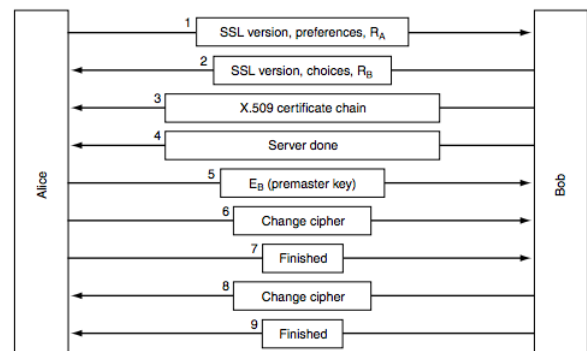 1 SSL version, preferences, RA
2 SSL version, choices, RB
3 X.509 certificate chain
4 Server done
5 EB (premaster key)
6 Change cipher
7 Finished
8 Change cipher
9 Finished
Alice
Bob